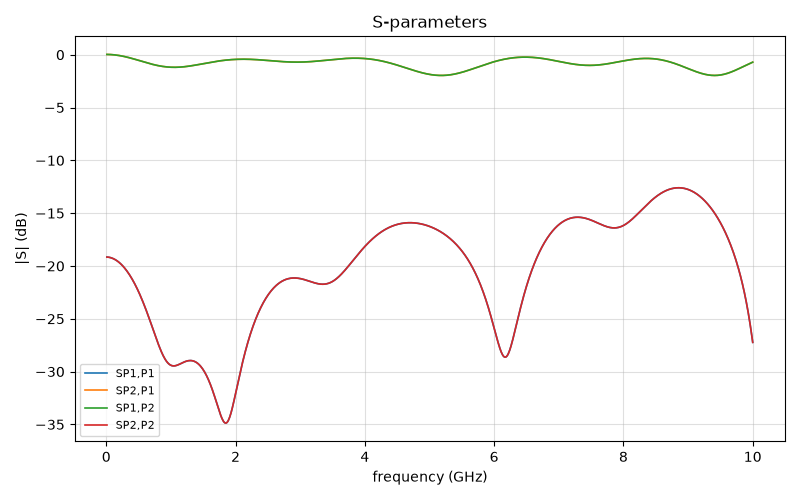 S-parameters
|S| (dB)
0
−5
−10
−15
−20
−25
−30
−35
SP1,P1
SP2,P1
SP1,P2
SP2,P2
0 2 4 6 8 10
frequency (GHz)